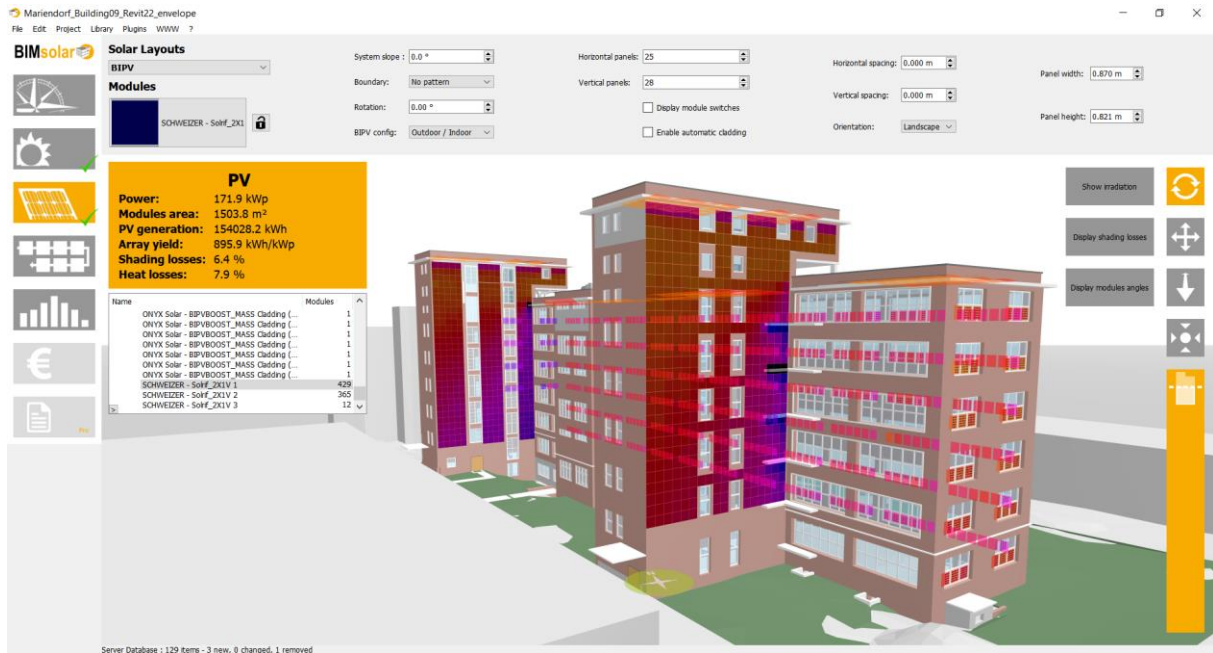 Mariendorf_Building09_Revit22_envelope
File Edit Project Library Plugins WWW ?
BIMsolar
Solar Layouts
BIPV
Modules
SCHWEIZER - Solrif_2X1
System slope : 0.0 °
Boundary: No pattern
Rotation: 0.00 °
BIPV config: Outdoor / Indoor
Horizontal panels: 25
Vertical panels: 28
Display module switches
Enable automatic cladding
Horizontal spacing: 0.000 m
Vertical spacing: 0.000 m
Orientation: Landscape
Panel width: 0.870 m
Panel height: 0.821 m
PV
Power: 171.9 kWp
Modules area: 1503.8 m²
PV generation: 154028.2 kWh
Array yield: 895.9 kWh/kWp
Shading losses: 6.4 %
Heat losses: 7.9 %
Name Modules
ONYX Solar - BIPVBOOST_MASS Cladding (... 1
ONYX Solar - BIPVBOOST_MASS Cladding (... 1
ONYX Solar - BIPVBOOST_MASS Cladding (... 1
ONYX Solar - BIPVBOOST_MASS Cladding (... 1
ONYX Solar - BIPVBOOST_MASS Cladding (... 1
ONYX Solar - BIPVBOOST_MASS Cladding (... 1
ONYX Solar - BIPVBOOST_MASS Cladding (... 1
SCHWEIZER - Solrif_2X1V 1 429
SCHWEIZER - Solrif_2X1V 2 365
SCHWEIZER - Solrif_2X1V 3 12
Show irradiation
Display shading losses
Display modules angles
€
Server Database : 129 items - 3 new, 0 changed, 1 removed